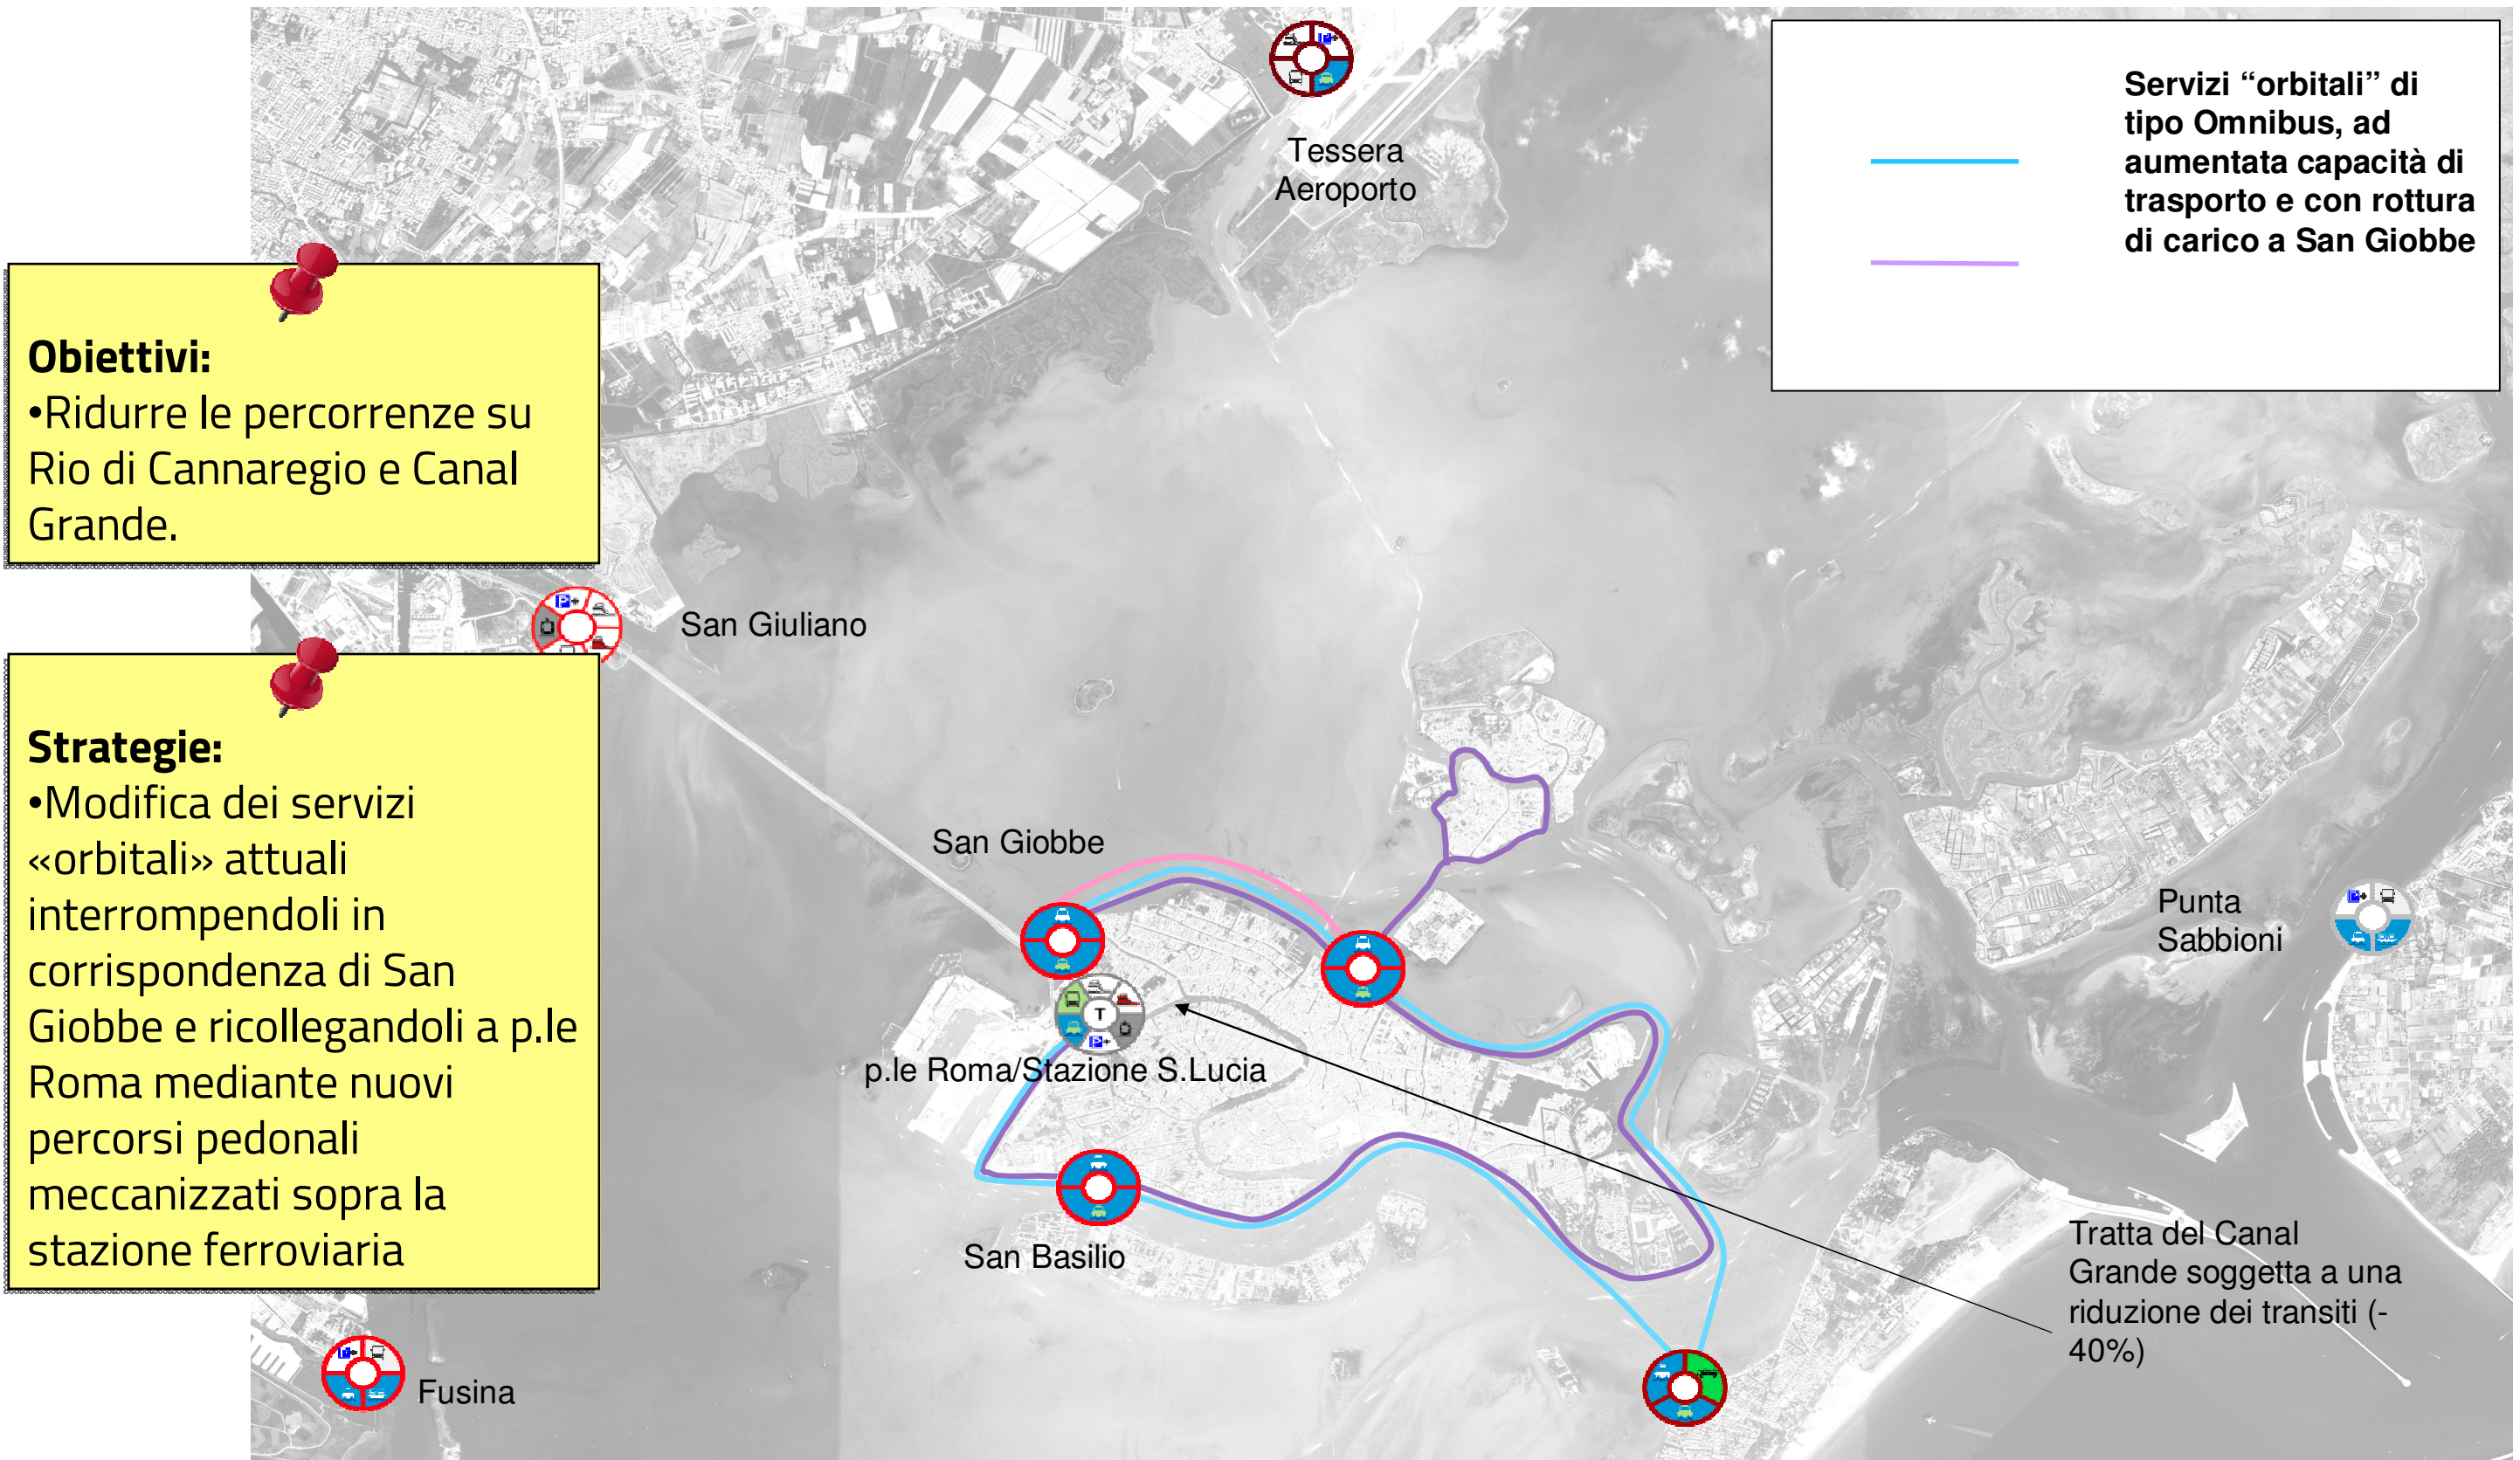 Servizi “orbitali” di
tipo Omnibus, ad
aumentata capacità di
trasporto e con rottura
di carico a San Giobbe
Tessera
Aeroporto
Obiettivi:
•Ridurre le percorrenze su
Rio di Cannaregio e Canal
Grande.
San Giuliano
Strategie:
•Modifica dei servizi
«orbitali» attuali
interrompendoli in
corrispondenza di San
Giobbe e ricollegandoli a p.le
Roma mediante nuovi
percorsi pedonali
meccanizzati sopra la
stazione ferroviaria
San Giobbe
Punta
Sabbioni
T
p.le Roma/Stazione S.Lucia
San Basilio
Tratta del Canal
Grande soggetta a una
riduzione dei transiti (-
40%)
Fusina